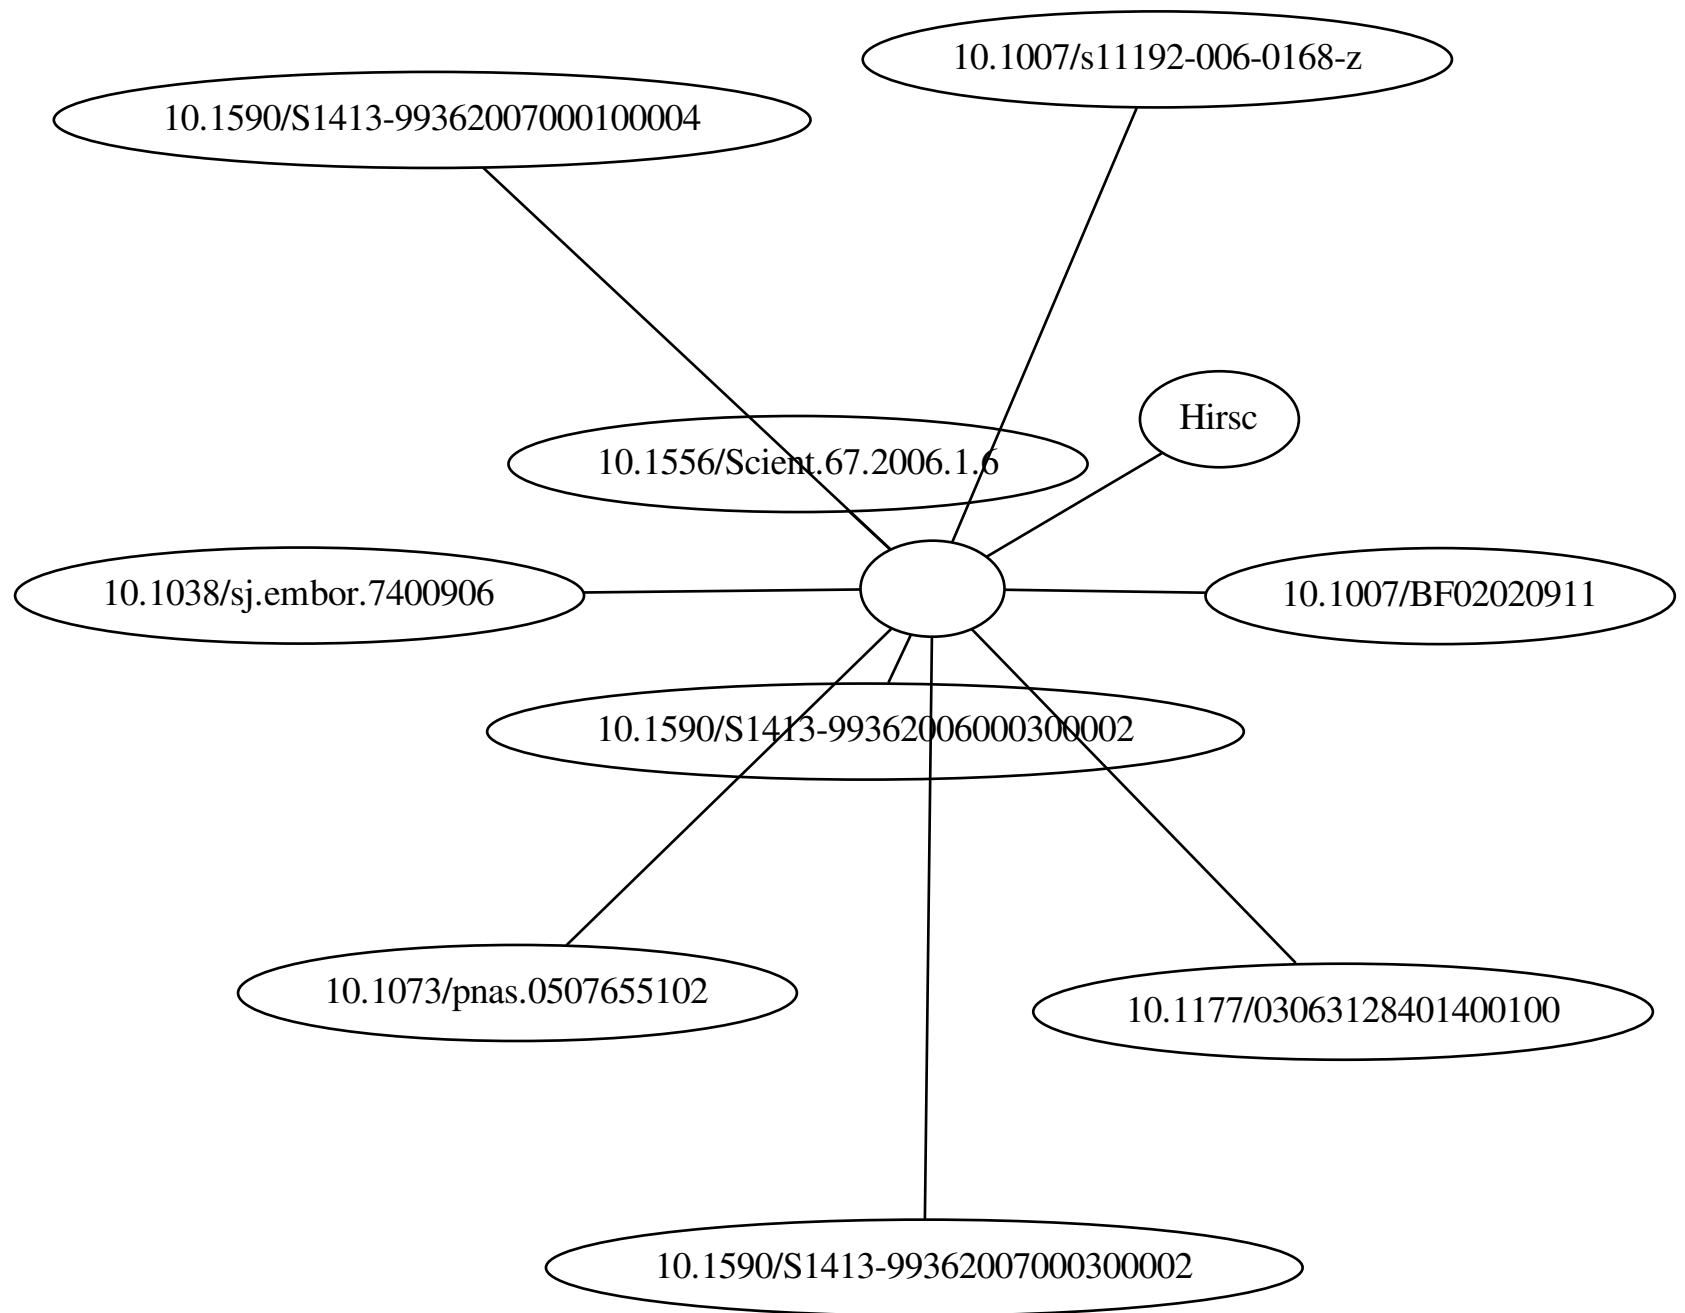 10.1007/s11192-006-0168-z
10.1590/S1413-99362007000100004
Hirsc
10.1556/Scient.67.2006.1.6
10.1038/sj.embor.7400906
10.1007/BF02020911
10.1590/S1413-99362006000300002
10.1073/pnas.0507655102
10.1177/03063128401400100
10.1590/S1413-99362007000300002